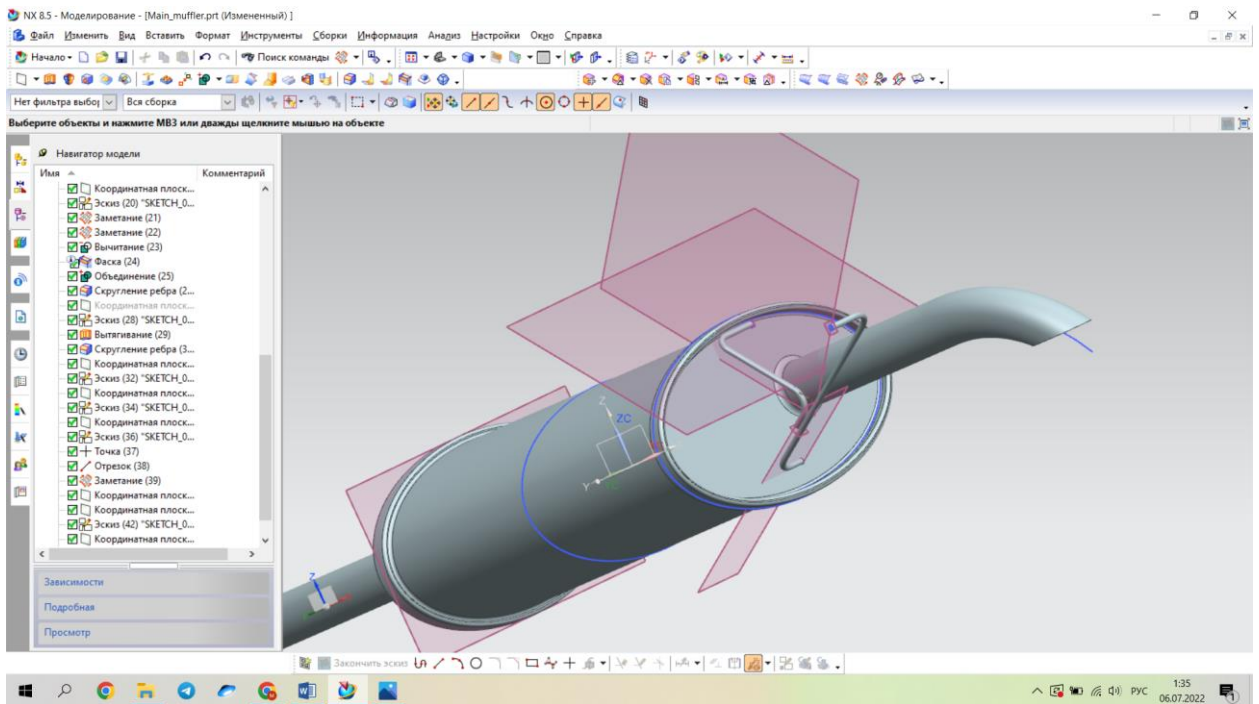 NX 8.5 - Моделирование - [Main_muffler.prt (Измененный) ]
Файл Изменить Вид Вставить Формат Инструменты Сборки Информация Анализ Настройки Окно Справка
Начало Поиск команды
Нет фильтра выбор Вся сборка
Выберите объекты и нажмите МВ3 или дважды щелкните мышью на объекте
Навигатор модели
Имя Комментарий
Координатная плоск...
Эскиз (20) "SKETCH_0...
Заметание (21)
Заметание (22)
Вычитание (23)
Фаска (24)
Объединение (25)
Скругление ребра (2...
Координатная плоск...
Эскиз (28) "SKETCH_0...
Вытягивание (29)
Скругление ребра (3...
Координатная плоск...
Эскиз (32) "SKETCH_0...
Координатная плоск...
Эскиз (34) "SKETCH_0...
Координатная плоск...
Эскиз (36) "SKETCH_0...
Точка (37)
Отрезок (38)
Заметание (39)
Координатная плоск...
Координатная плоск...
Эскиз (42) "SKETCH_0...
Координатная плоск...
Зависимости
Подробная
Просмотр
Z
ZC
Y
Z
Закончить эскиз
РУС
1:35
06.07.2022